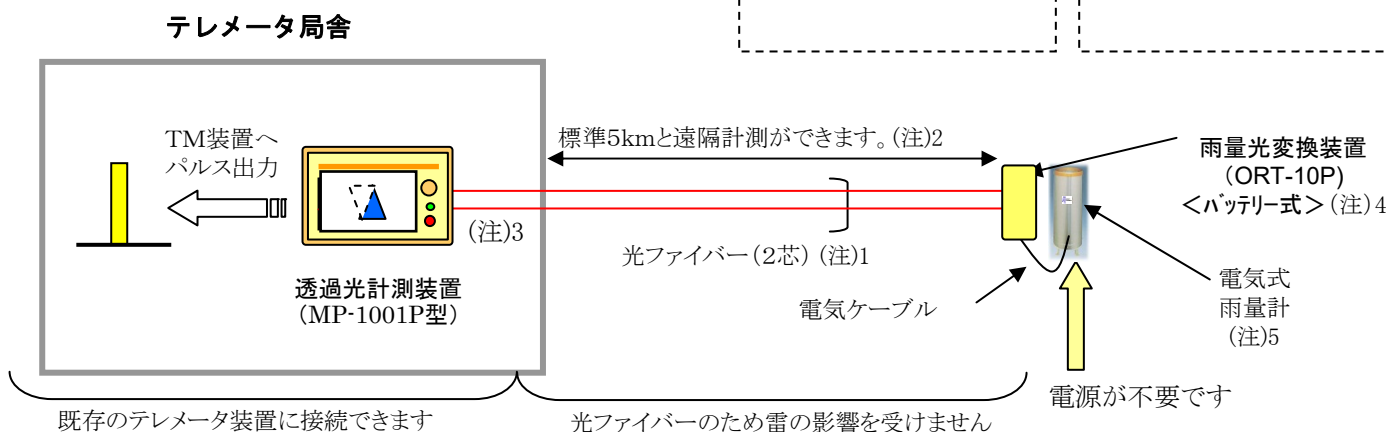 テレメータ局舎
TM装置へ
パルス出力
(注)3
透過光計測装置
(MP-1001P型)
標準5kmと遠隔計測ができます。(注)2
光ファイバー(2芯) (注)1
電気ケーブル
雨量光変換装置
(ORT-10P)
<バッテリー式>(注)4
電気式
雨量計
(注)5
電源が不要です
既存のテレメータ装置に接続できます
光ファイバーのため雷の影響を受けません